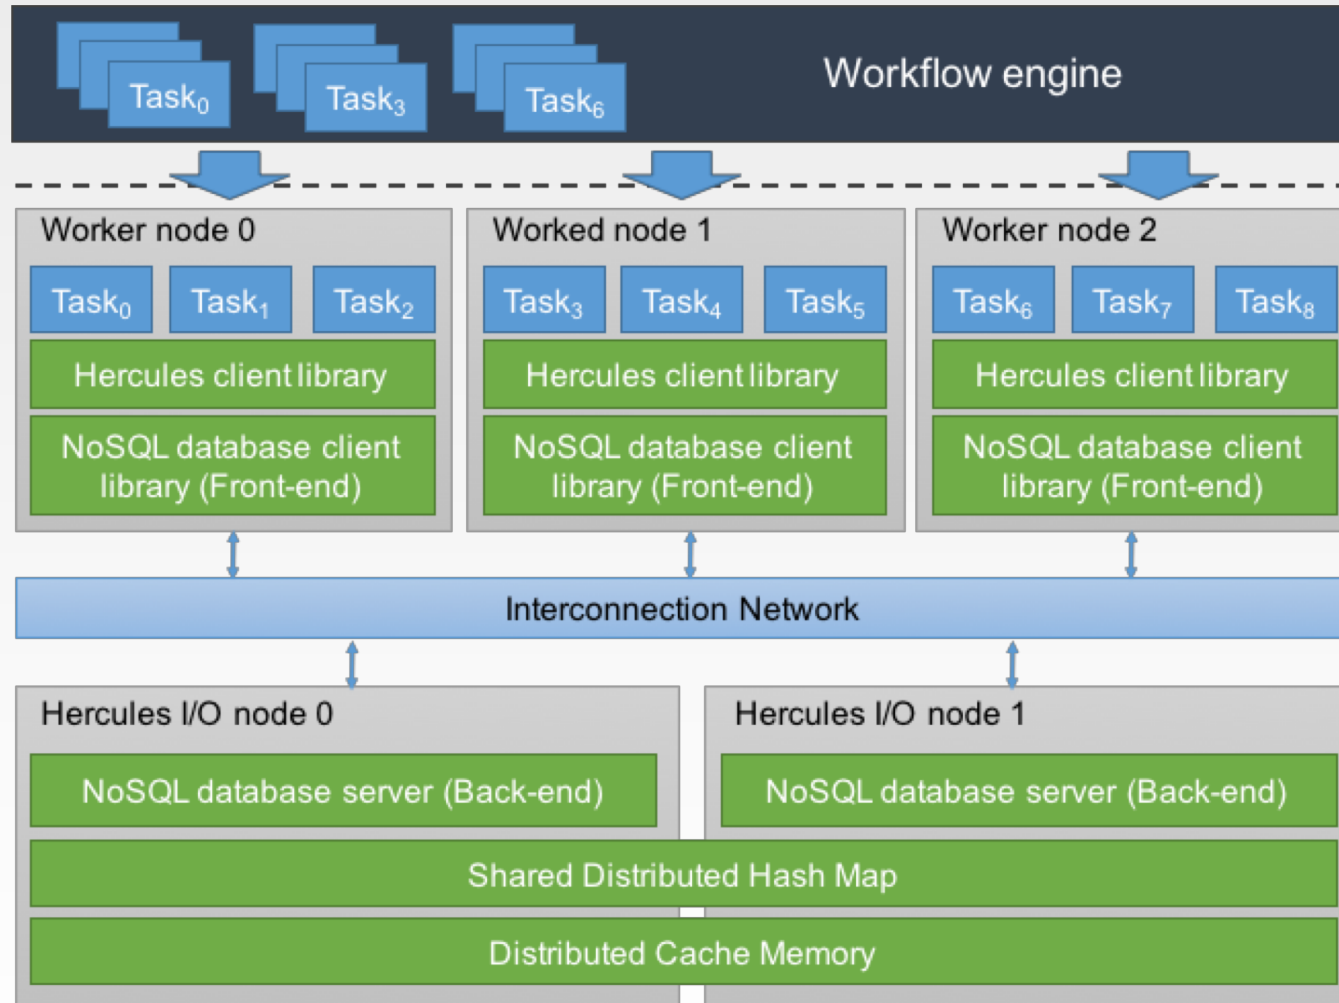 Task0 Task3 Task6 Workflow engine
Worker node 0
Task0 Task1 Task2
Hercules client library
NoSQL database client
library (Front-end)
Worked node 1
Task3 Task4 Task5
Hercules client library
NoSQL database client
library (Front-end)
Worker node 2
Task6 Task7 Task8
Hercules client library
NoSQL database client
library (Front-end)
Interconnection Network
Hercules I/O node 0
NoSQL database server (Back-end)
Hercules I/O node 1
NoSQL database server (Back-end)
Shared Distributed Hash Map
Distributed Cache Memory